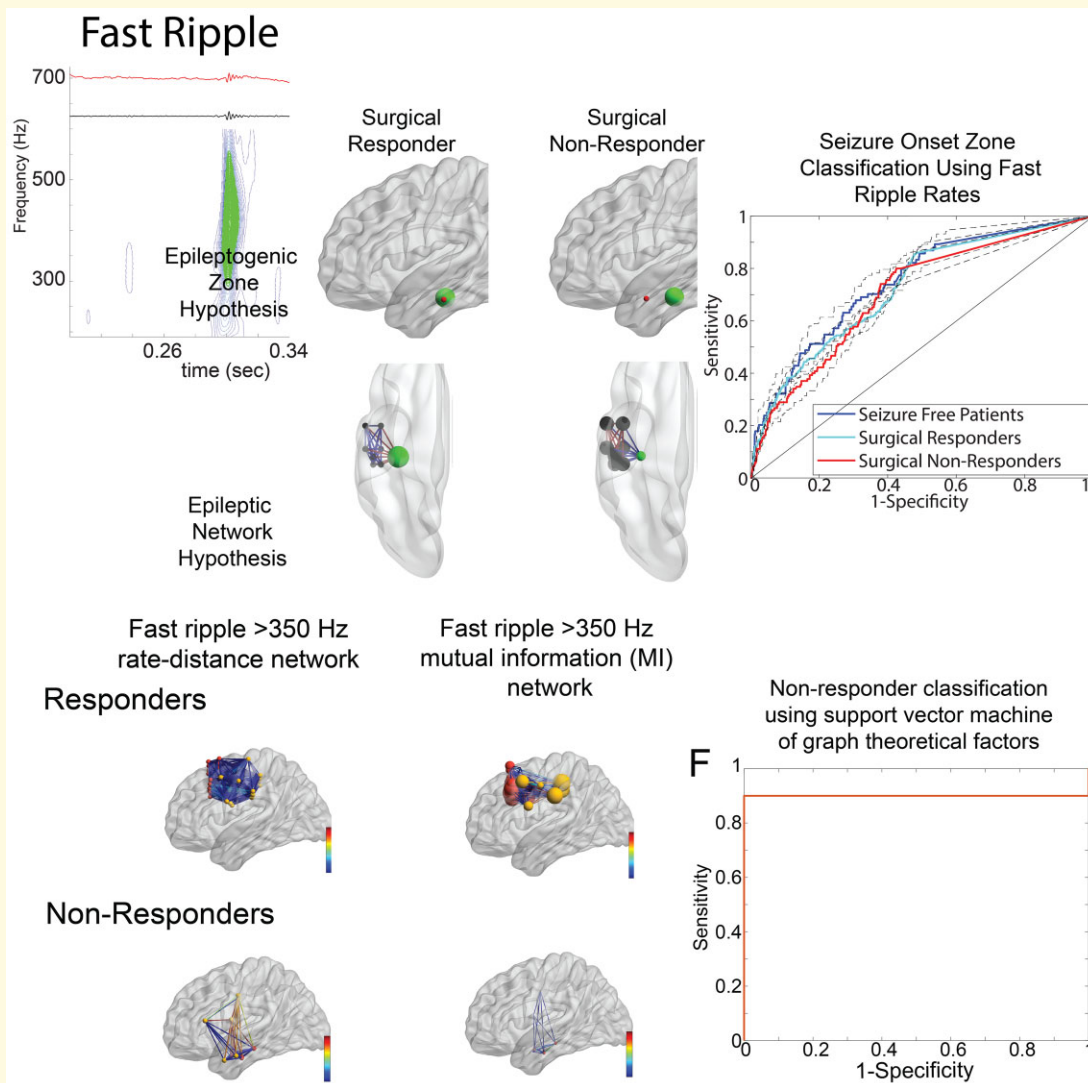 Fast Ripple
700
500
300
Frequency (Hz)
0.26
0.34
time (sec)
Epileptogenic
Zone
Hypothesis
Surgical
Responder
Surgical
Non-Responder
Epileptic
Network
Hypothesis
Seizure Onset Zone
Classification Using Fast
Ripple Rates
1
0.8
0.6
0.4
0.2
0
Sensitivity
Seizure Free Patients
Surgical Responders
Surgical Non-Responders
0
0.2
0.4
0.6
0.8
1
1-Specificity
Fast ripple >350 Hz
rate-distance network
Fast ripple >350 Hz
mutual information (MI)
network
Responders
Non-Responders
Non-responder classification
using support vector machine
of graph theoretical factors
F
1
0.8
0.6
0.4
0.2
0
Sensitivity
0
0.2
0.4
0.6
0.8
1
1-Specificity